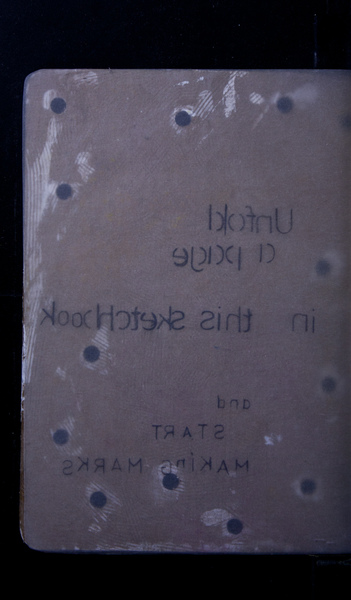 Unfold
a page
in this sketchbook
and
START
MAKING MARKS